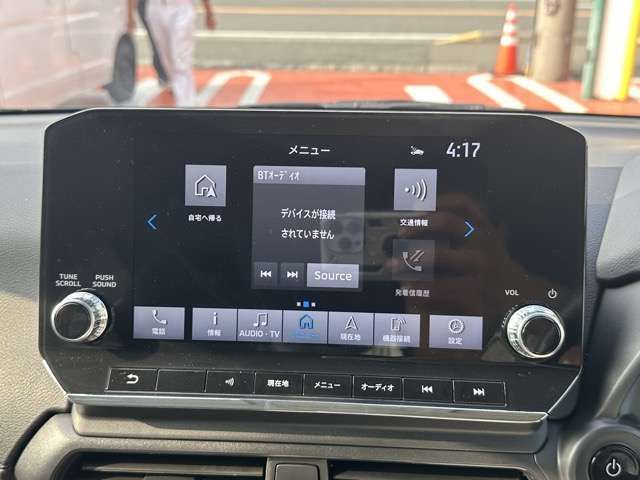 メニュー
4:17
BTオーディオ
自宅へ帰る
デバイスが接続
されていません
交通情報
Source
発着信履歴
TUNE
SCROLL
PUSH
SOUND
VOL
電話
情報
AUDIO・TV
現在地
機器接続
設定
現在地
メニュー
オーディオ